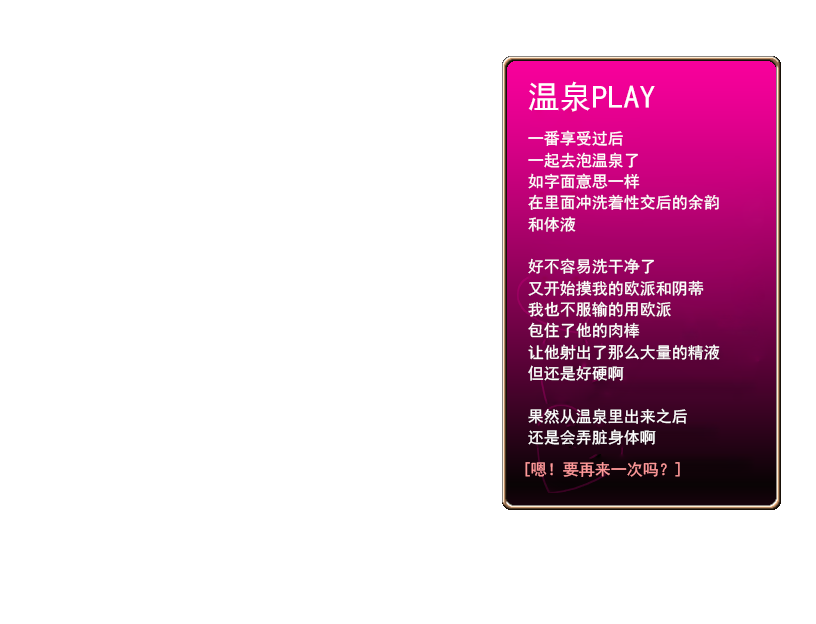 温泉PLAY
一番享受过后
一起去泡温泉了
如字面意思一样
在里面冲洗着性交后的余韵
和体液
好不容易洗干净了
又开始摸我的欧派和阴蒂
我也不服输的用欧派
包住了他的肉棒
让他射出了那么大量的精液
但还是好硬啊
果然从温泉里出来之后
还是会弄脏身体啊
[嗯！要再来一次吗？]